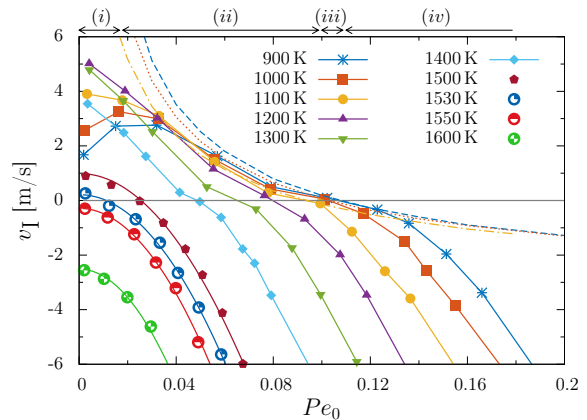 (i) (ii) (iii) (iv)
6
4
2
0
-2
-4
-6
v_I [m/s]
900 K
1000 K
1100 K
1200 K
1300 K
1400 K
1500 K
1530 K
1550 K
1600 K
0 0.04 0.08 0.12 0.16 0.2
Pe_0